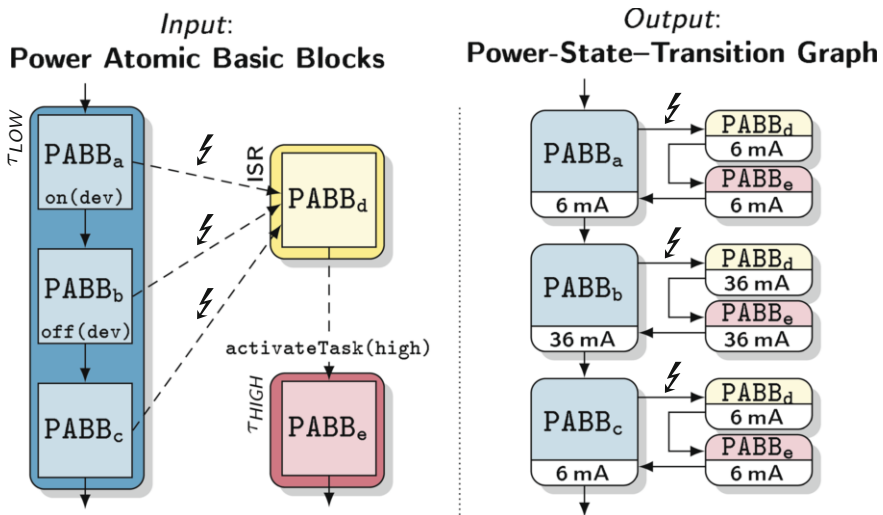 Input:
Power Atomic Basic Blocks
τLOW
PABBa
on(dev)
PABBb
off(dev)
PABBc
ISR
PABBd
activateTask(high)
τHIGH
PABBe
Output:
Power-State–Transition Graph
PABBa
6 mA
PABBd
6 mA
PABBe
6 mA
PABBb
36 mA
PABBd
36 mA
PABBe
36 mA
PABBc
6 mA
PABBd
6 mA
PABBe
6 mA